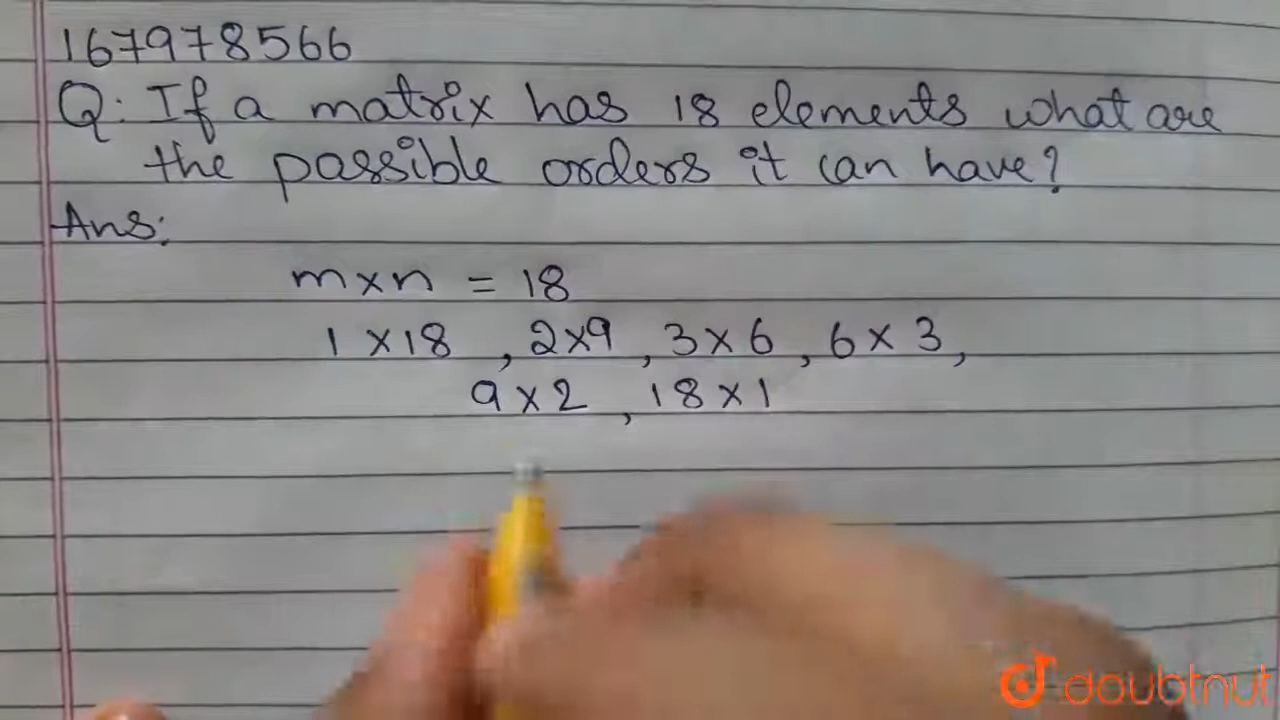 167978566
Q: If a matrix has 18 elements what are
the possible orders it can have?
Ans:
m×n = 18
1 ×18 , 2×9 , 3×6 , 6×3 ,
9×2 , 18×1
doubtnut